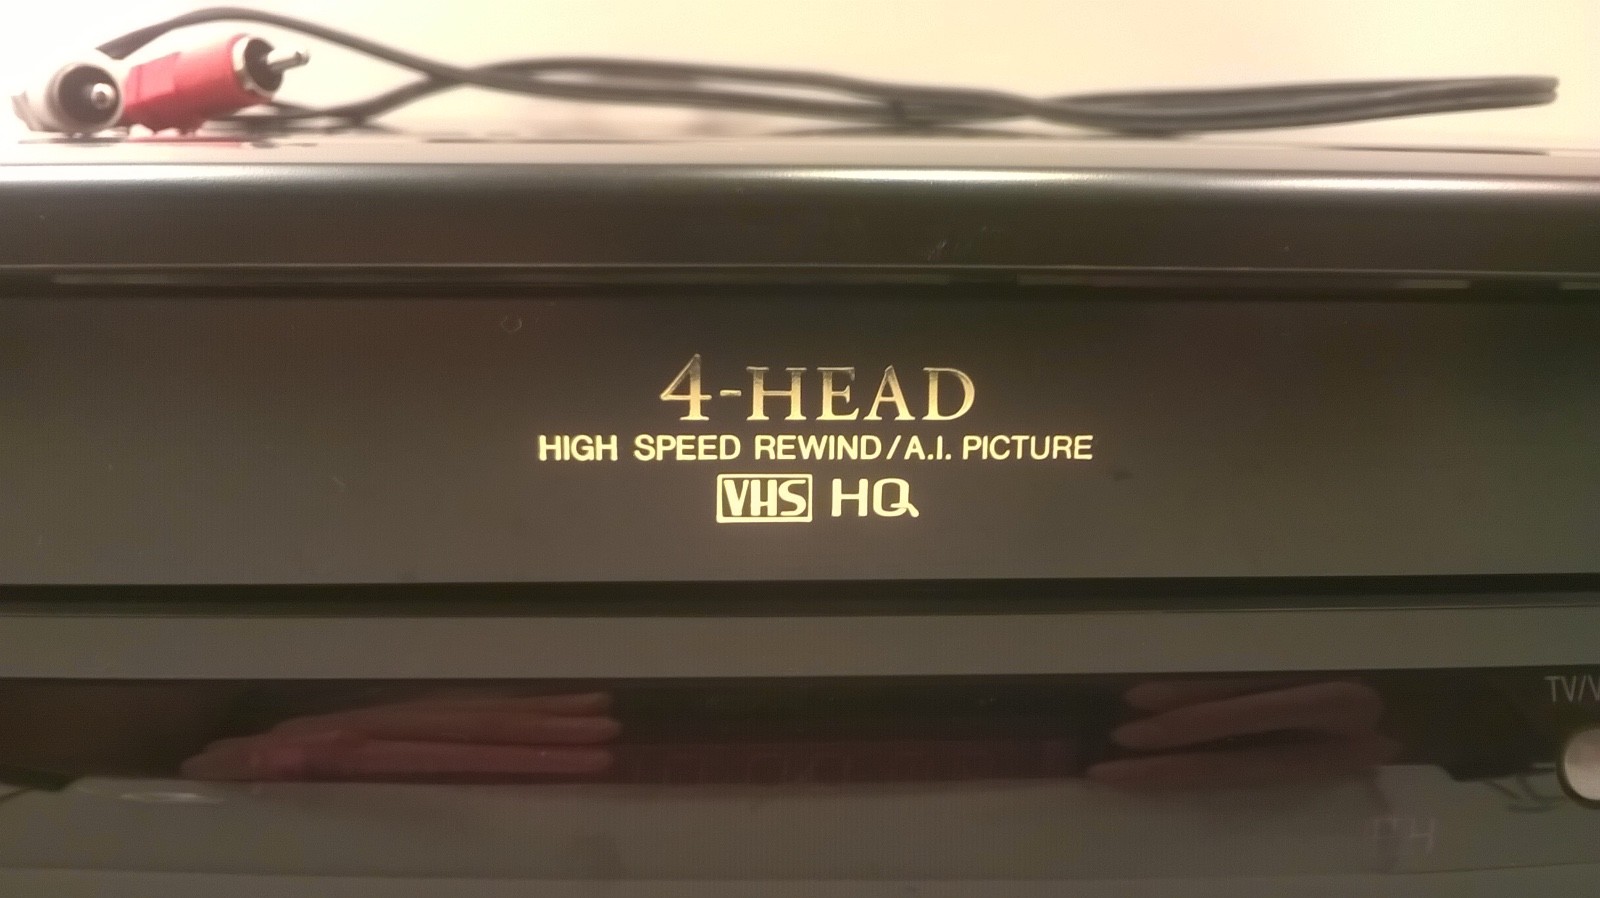 4-HEAD
HIGH SPEED REWIND/A.I. PICTURE
VHS HQ